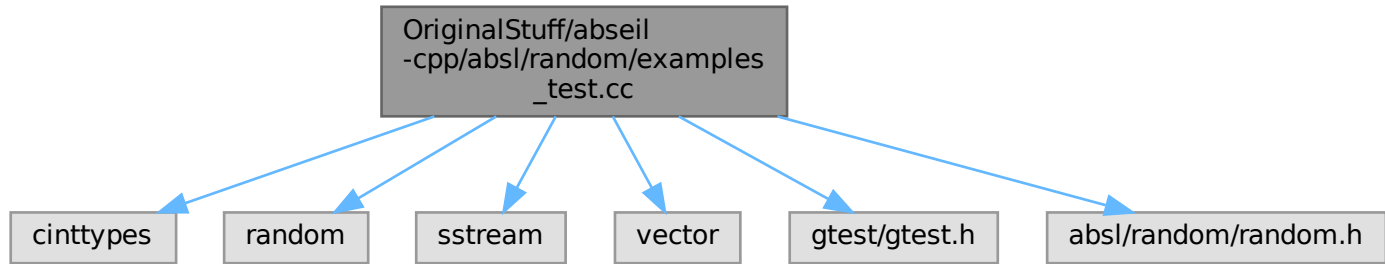 OriginalStuff/abseil
-cpp/absl/random/examples
_test.cc
cinttypes
random
sstream
vector
gtest/gtest.h
absl/random/random.h